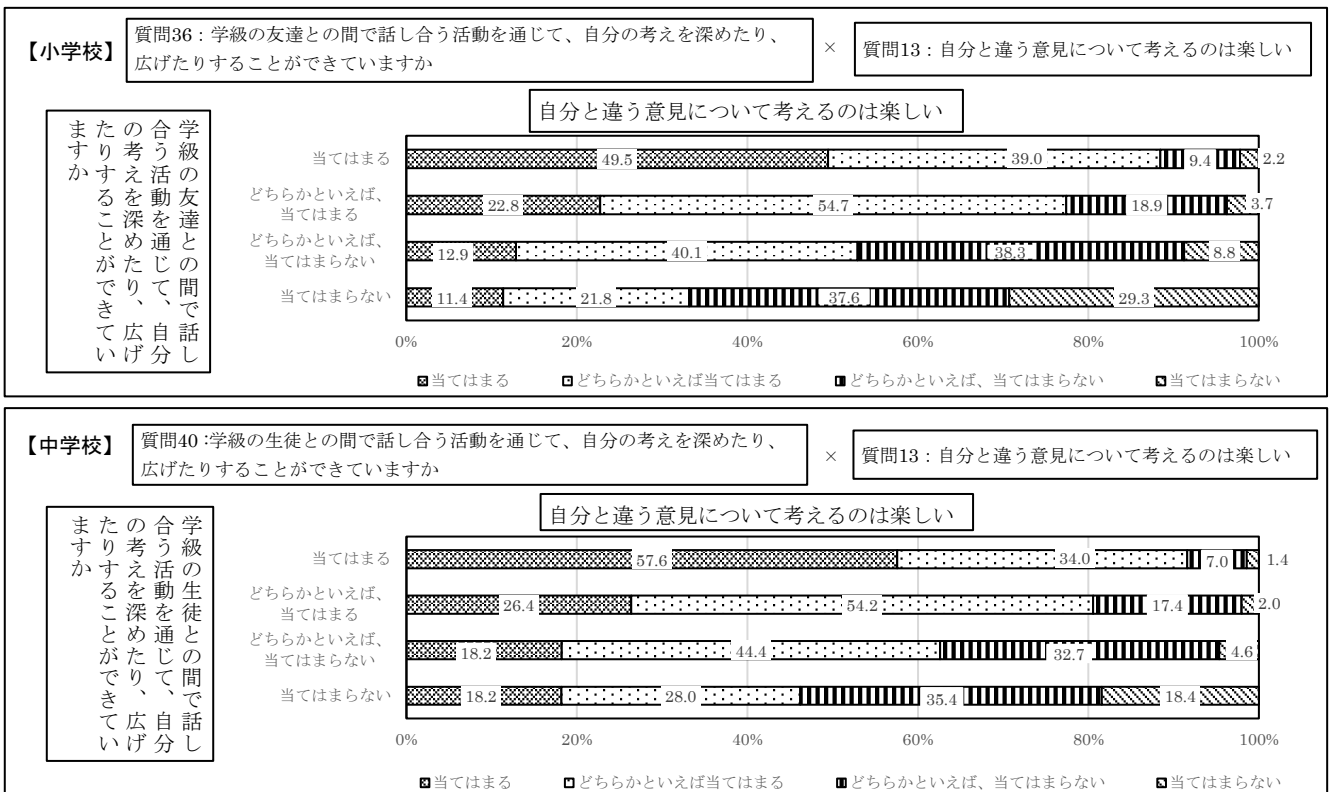 【小学校】
質問36：学級の友達との間で話し合う活動を通じて、自分の考えを深めたり、
広げたりすることができていますか
×
質問13：自分と違う意見について考えるのは楽しい
自分と違う意見について考えるのは楽しい
学級の友達との間で話し
合う活動を通じて、自分
の考えを深めたり、広げ
たりすることができてい
ますか
当てはまる
49.5
39.0
9.4
2.2
どちらかといえば、
当てはまる
22.8
54.7
18.9
3.7
どちらかといえば、
当てはまらない
12.9
40.1
38.3
8.8
当てはまらない
11.4
21.8
37.6
29.3
0%
20%
40%
60%
80%
100%
当てはまる
どちらかといえば当てはまる
どちらかといえば、当てはまらない
当てはまらない
【中学校】
質問40：学級の生徒との間で話し合う活動を通じて、自分の考えを深めたり、
広げたりすることができていますか
×
質問13：自分と違う意見について考えるのは楽しい
自分と違う意見について考えるのは楽しい
学級の生徒との間で話し
合う活動を通じて、自分
の考えを深めたり、広げ
たりすることができてい
ますか
当てはまる
57.6
34.0
7.0
1.4
どちらかといえば、
当てはまる
26.4
54.2
17.4
2.0
どちらかといえば、
当てはまらない
18.2
44.4
32.7
4.6
当てはまらない
18.2
28.0
35.4
18.4
0%
20%
40%
60%
80%
100%
当てはまる
どちらかといえば当てはまる
どちらかといえば、当てはまらない
当てはまらない